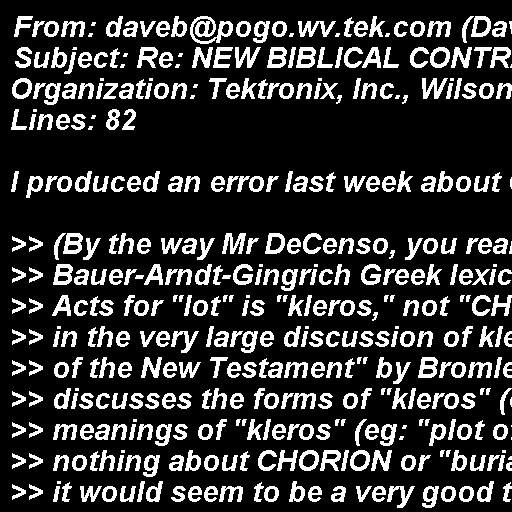 From: daveb@pogo.wv.tek.com (Dav
Subject: Re: NEW BIBLICAL CONTR
Organization: Tektronix, Inc., Wilson
Lines: 82

I produced an error last week about

>> (By the way Mr DeCenso, you real
>> Bauer-Arndt-Gingrich Greek lexic
>> Acts for "lot" is "kleros," not "CH
>> in the very large discussion of kle
>> of the New Testament" by Bromle
>> discusses the forms of "kleros" (
>> meanings of "kleros" (eg: "plot of
>> nothing about CHORION or "buria
>> it would seem to be a very good t